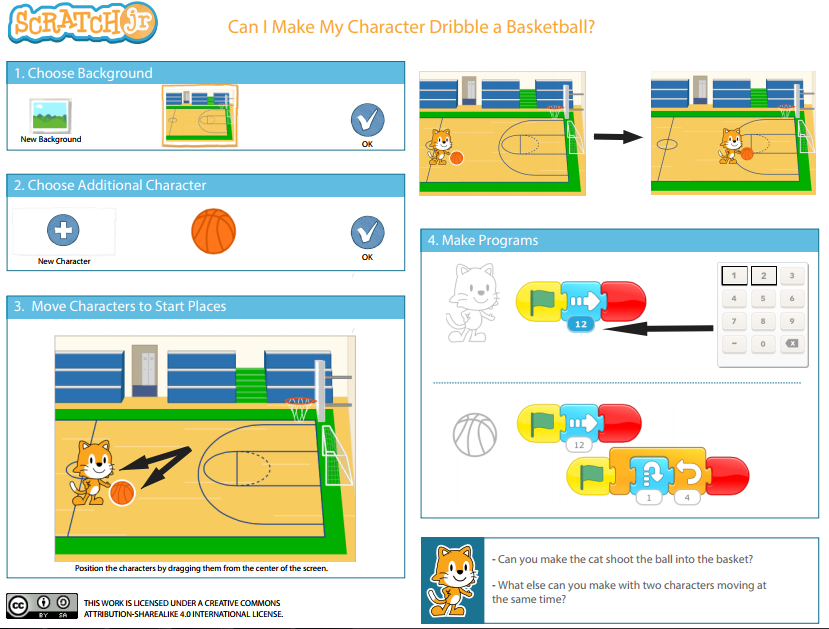 SCRATCHjr
Can I Make My Character Dribble a Basketball?
1. Choose Background
New Background
OK
2. Choose Additional Character
New Character
OK
3. Move Characters to Start Places
Position the characters by dragging them from the center of the screen.
4. Make Programs
12
1 2 3
4 5 6
7 8 9
- 0 x
12
1 4
- Can you make the cat shoot the ball into the basket?
- What else can you make with two characters moving at
the same time?
cc BY SA
THIS WORK IS LICENSED UNDER A CREATIVE COMMONS
ATTRIBUTION-SHAREALIKE 4.0 INTERNATIONAL LICENSE.